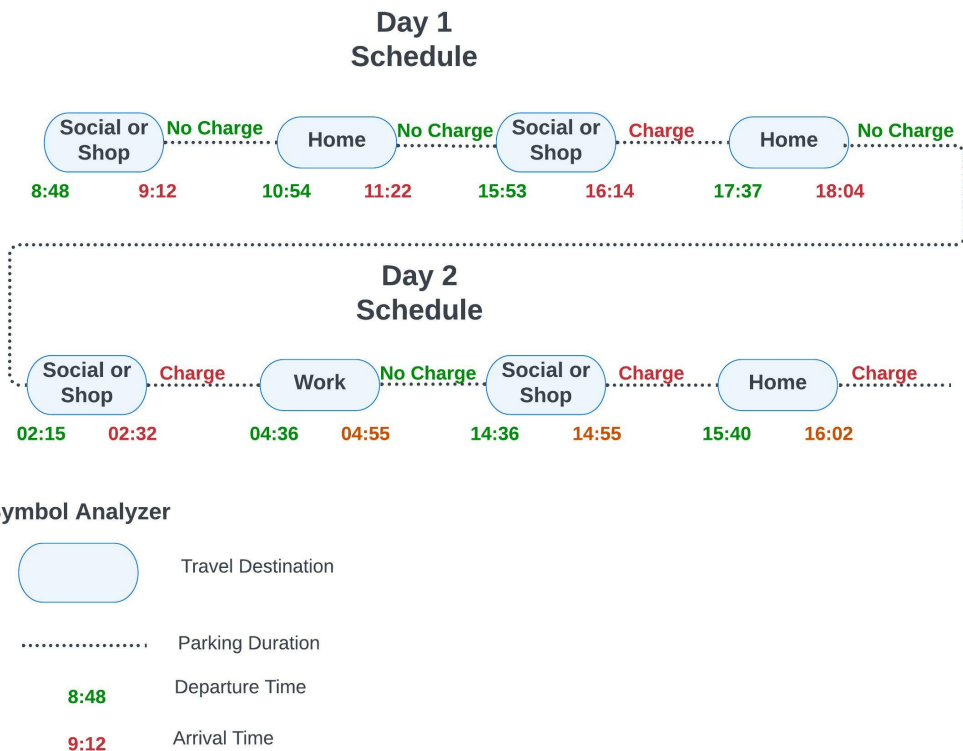 Day 1
Schedule
Social or
Shop
No Charge
Home
No Charge
Social or
Shop
Charge
Home
No Charge
8:48
9:12
10:54
11:22
15:53
16:14
17:37
18:04
Day 2
Schedule
Social or
Shop
Charge
Work
No Charge
Social or
Shop
Charge
Home
Charge
02:15
02:32
04:36
04:55
14:36
14:55
15:40
16:02
ymbol Analyzer
Travel Destination
Parking Duration
8:48
Departure Time
9:12
Arrival Time